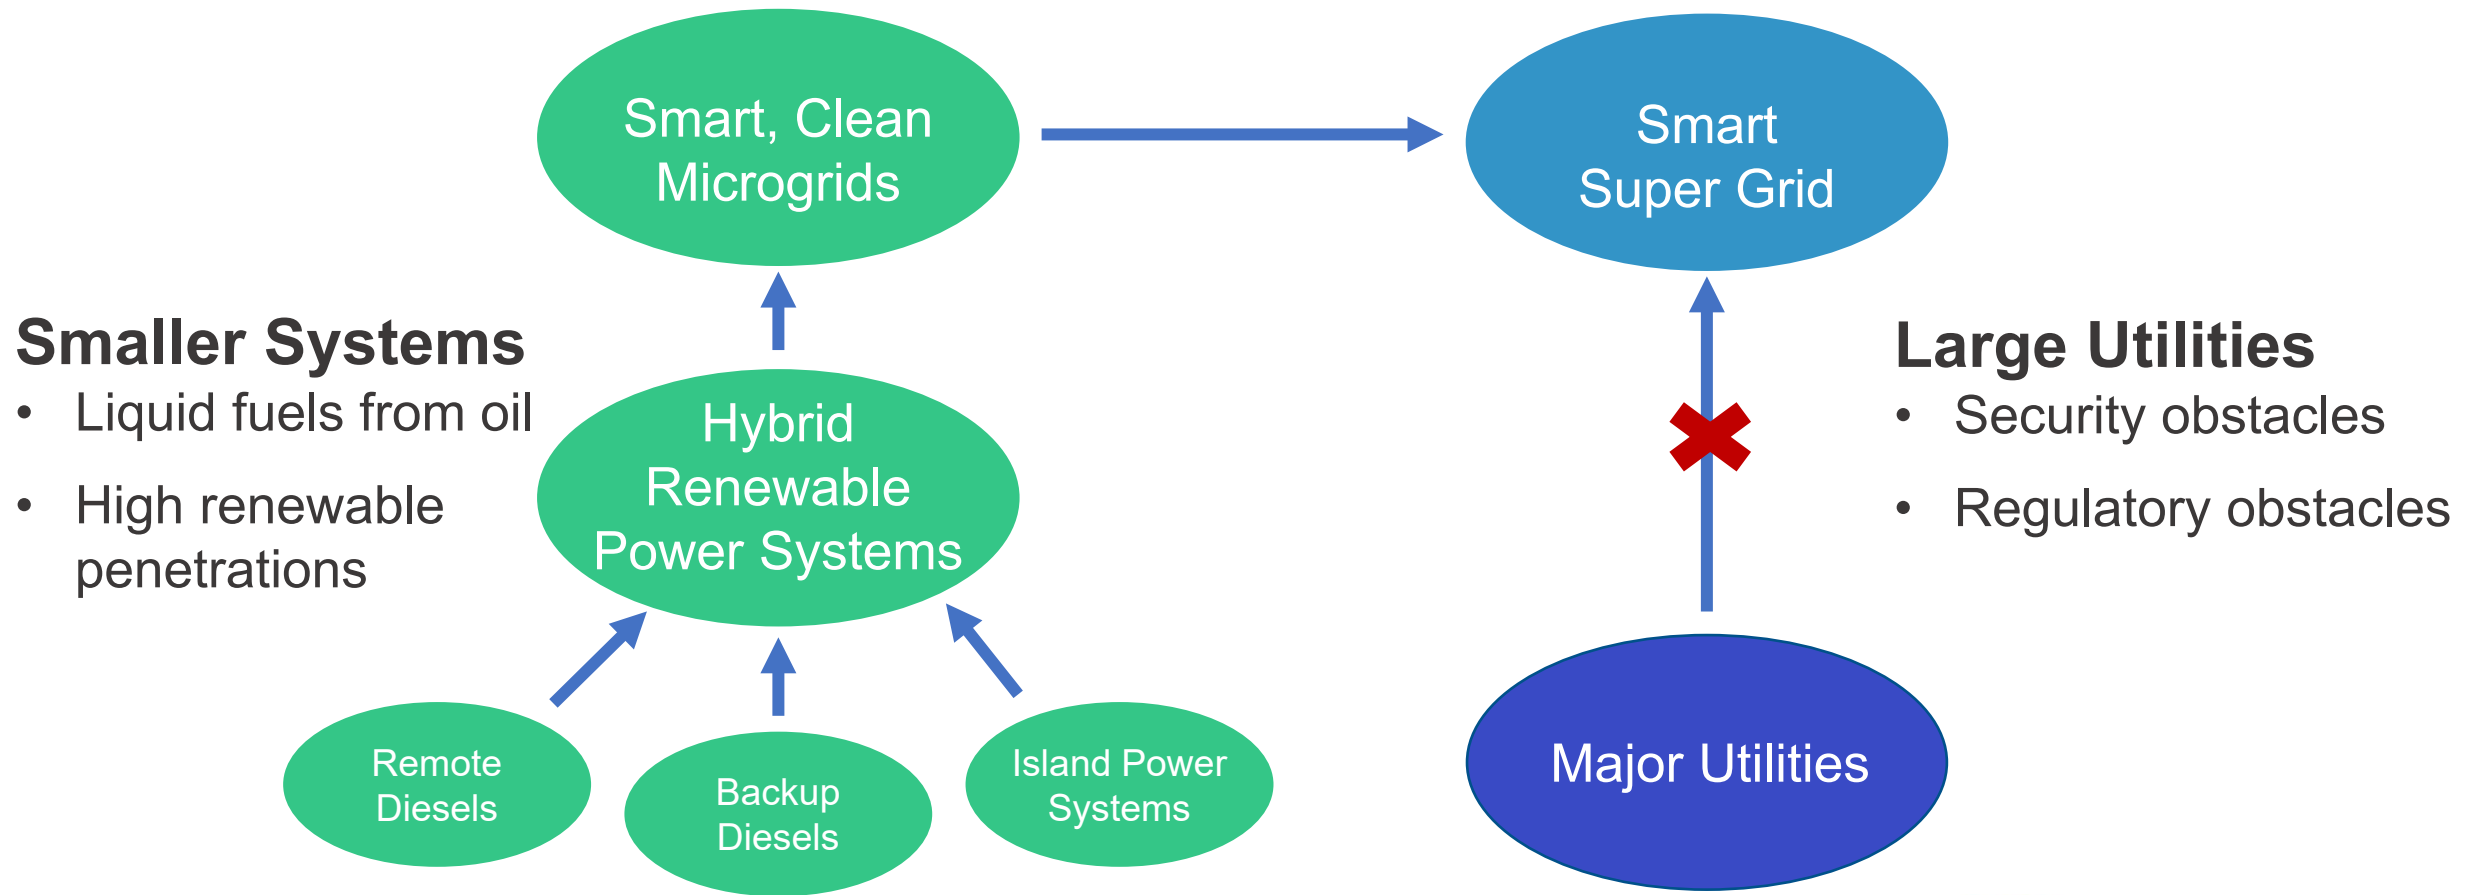 Smart, Clean
Microgrids
Smart
Super Grid
Smaller Systems
• Liquid fuels from oil
• High renewable
penetrations
Hybrid
Renewable
Power Systems
Large Utilities
• Security obstacles
• Regulatory obstacles
Remote
Diesels
Backup
Diesels
Island Power
Systems
Major Utilities